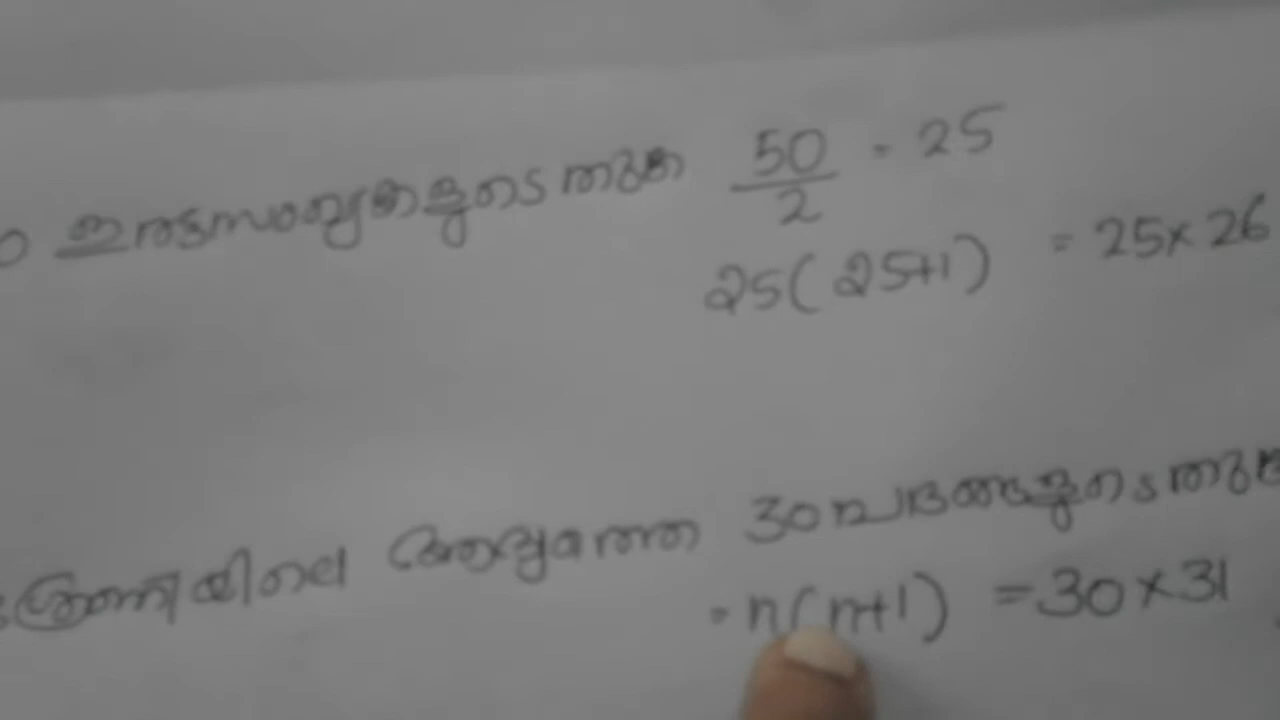 ഇരട്ടസംഖ്യകളുടെ തുക 50/2 = 25
25(25+1) = 25×26
ശ്രേണിയിലെ ആദ്യത്തെ 30 പദങ്ങളുടെ തുക
= n(n+1) = 30×31